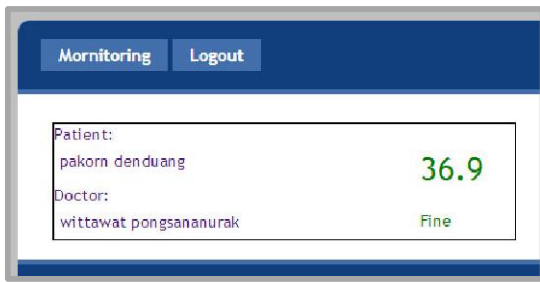 Mornitoring Logout
Patient:
pakorn denduang
36.9
Doctor:
wittawat pongsananurak
Fine